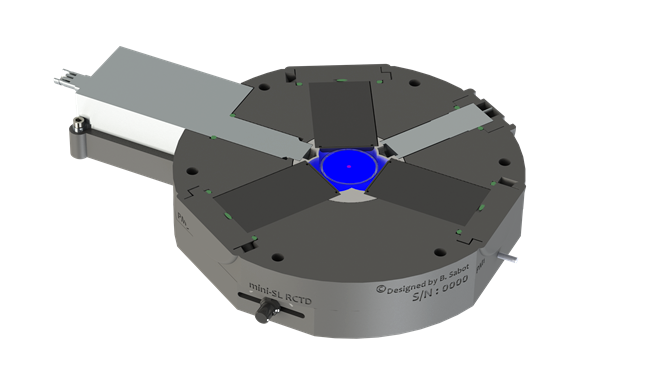 mini-SL RCTD
©Designed by B. Sabot
S/N : 0000